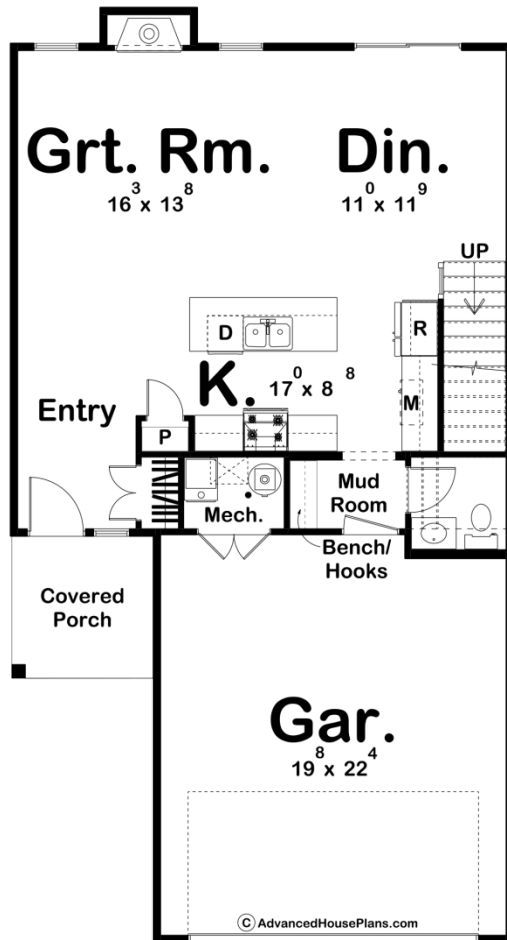 Grt. Rm.
16³ x 13⁸
Din.
11⁰ x 11⁹
UP
D
R
K. 17⁰ x 8⁸
M
Entry
P
Mud
Room
Mech.
Bench/
Hooks
Covered
Porch
Gar.
19⁸ x 22⁴
© AdvancedHousePlans.com